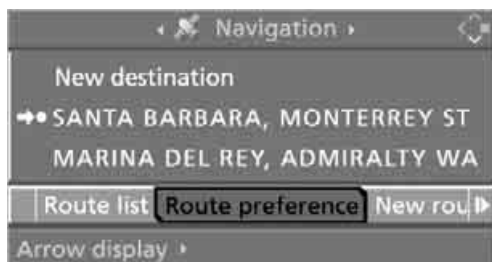 Navigation
New destination
SANTA BARBARA, MONTERREY ST
MARINA DEL REY, ADMIRALTY WA
Route list Route preference New rou
Arrow display